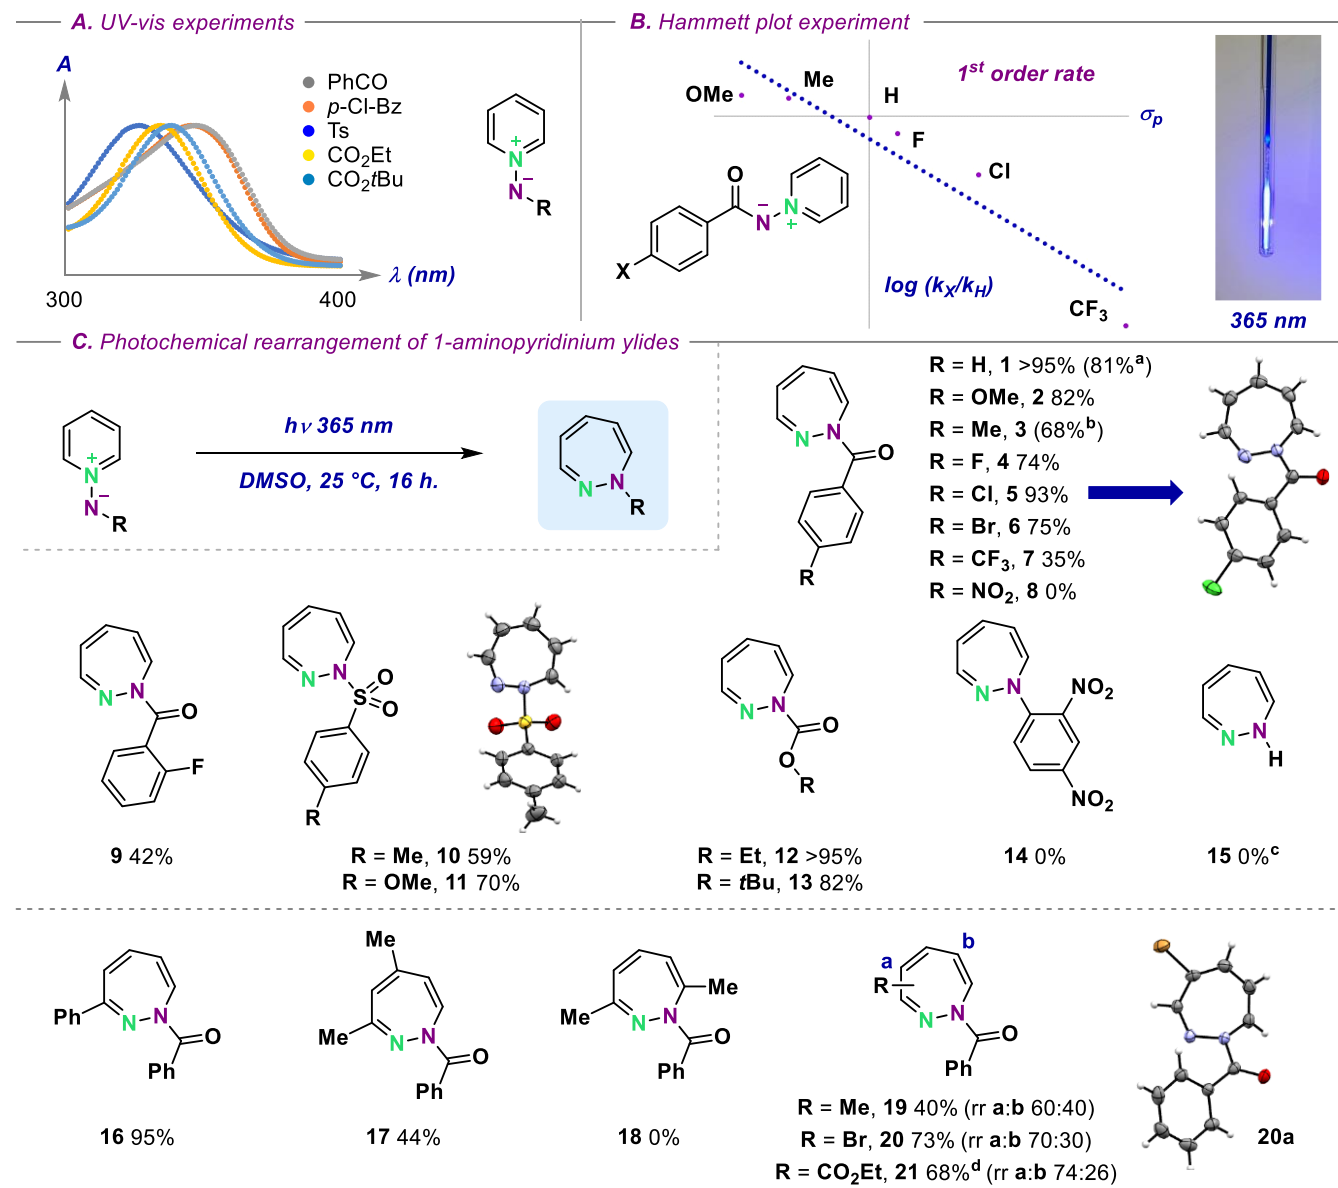 A. UV-vis experiments
A
PhCO
p-Cl-Bz
Ts
CO2Et
CO2tBu
N
+
N
−
R
λ (nm)
300
400
B. Hammett plot experiment
1st order rate
OMe
Me
H
F
Cl
CF3
σp
log (kX/kH)
O
−
N
N
+
X
365 nm
C. Photochemical rearrangement of 1-aminopyridinium ylides
+
N
N
−
R
hν 365 nm
DMSO, 25 °C, 16 h.
N
N
R
N
N
O
R
R = H, 1 >95% (81%a)
R = OMe, 2 82%
R = Me, 3 (68%b)
R = F, 4 74%
R = Cl, 5 93%
R = Br, 6 75%
R = CF3, 7 35%
R = NO2, 8 0%
N
N
O
F
9 42%
N
N
S
O
O
R
R = Me, 10 59%
R = OMe, 11 70%
N
N
O
O
R
R = Et, 12 >95%
R = tBu, 13 82%
N
N
NO2
NO2
14 0%
N
N
H
15 0%c
Ph
N
N
O
Ph
16 95%
Me
Me
N
N
O
Ph
17 44%
Me
Me
N
N
O
Ph
18 0%
a
b
R
N
N
O
Ph
R = Me, 19 40% (rr a:b 60:40)
R = Br, 20 73% (rr a:b 70:30)
R = CO2Et, 21 68%d (rr a:b 74:26)
20a